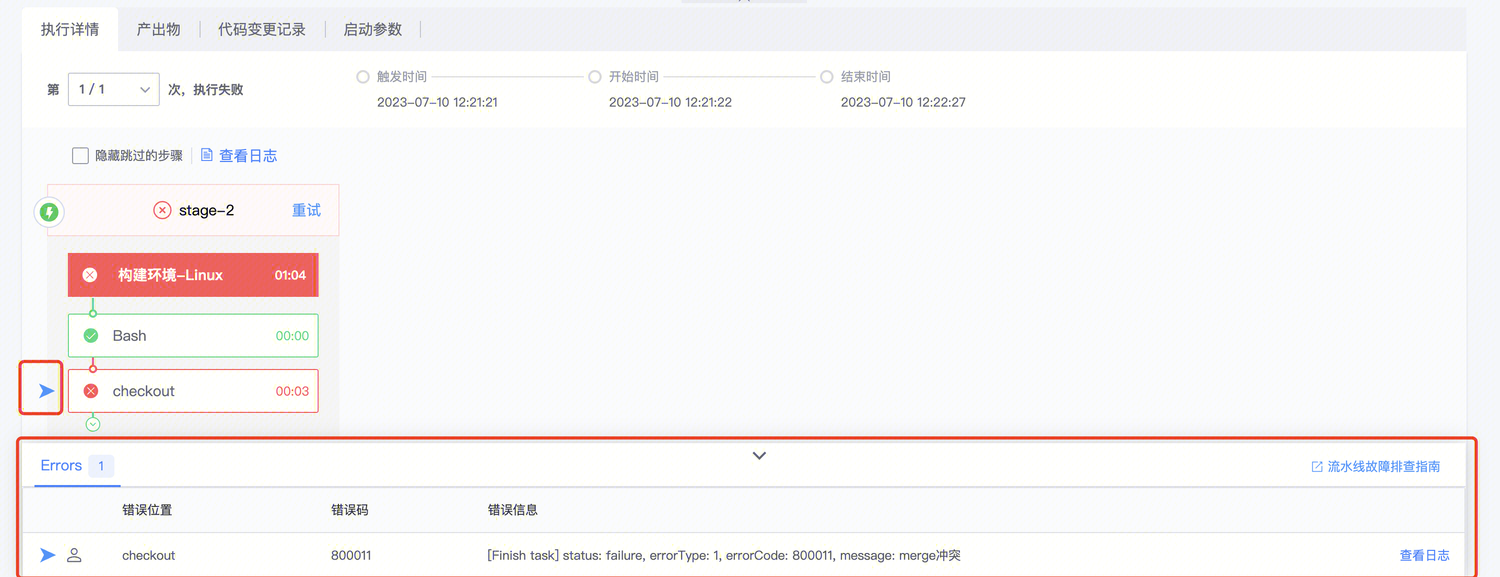 执行详情 产出物 代码变更记录 启动参数
触发时间 开始时间 结束时间
第 1 / 1 次，执行失败
2023-07-10 12:21:21 2023-07-10 12:21:22 2023-07-10 12:22:27
隐藏跳过的步骤 查看日志
stage-2 重试
构建环境-Linux 01:04
Bash 00:00
checkout 00:03
Errors 1 流水线故障排查指南
错误位置 错误码 错误信息
checkout 800011 [Finish task] status: failure, errorType: 1, errorCode: 800011, message: merge冲突 查看日志